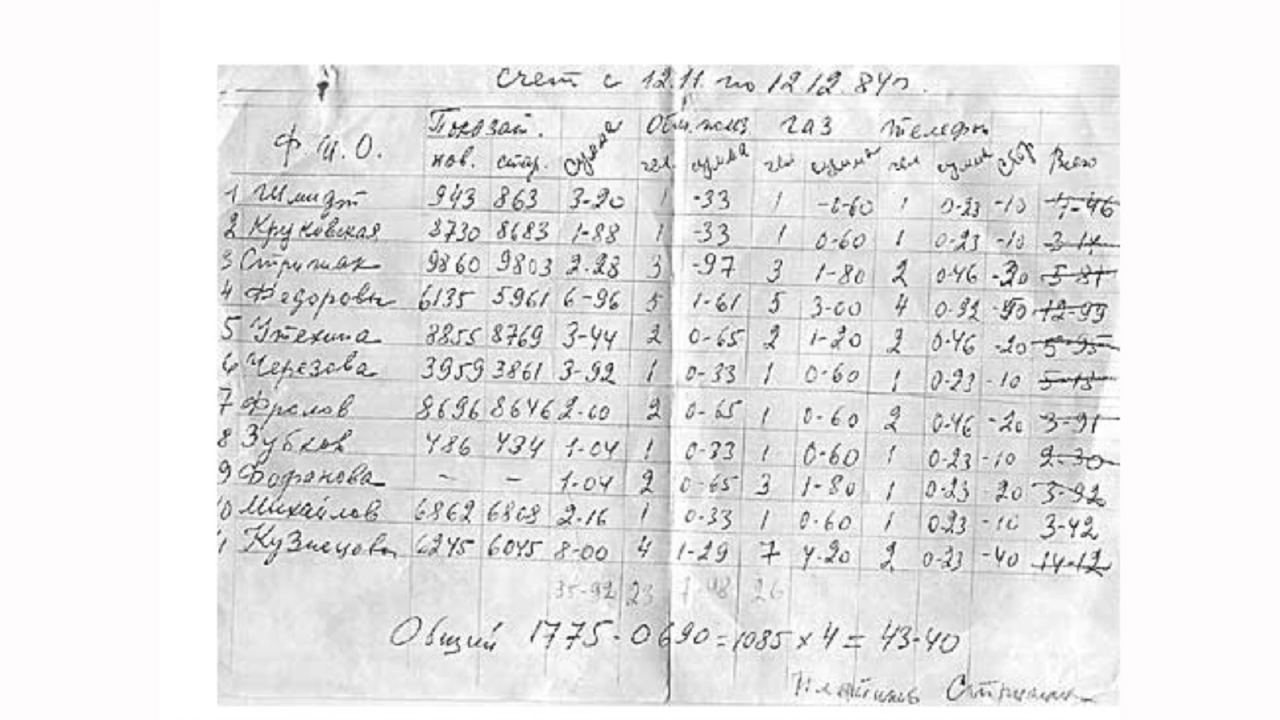 Счет с 12.11. по 12 12. 84г.
Ф. И. О. Показат. сумма Общ. польз газ телефон
нов. стар. чел. сумма чел сумма чел сумма Всего
1 Шмидт 943 863 3-20 1 -33 1 -0-60 1 0-23 -10 4-46
2 Круковская 8730 8683 1-88 1 -33 1 0-60 1 0-23 -10 3-14
3 Стрижак 9860 9803 2-28 3 -97 3 1-80 2 0-46 -30 5-81
4 Федоровы 6135 5961 6-96 5 1-61 5 3-00 4 0-92 -50 12-99
5 Утехина 8855 8769 3-44 2 0-65 2 1-20 2 0-46 -20 5-95
6 Черезова 3959 3861 3-92 1 0-33 1 0-60 1 0-23 -10 5-18
7 Фролов 8696 8646 2-00 2 0-65 1 0-60 2 0-46 -20 3-91
8 Зубков 486 434 1-04 1 0-33 1 0-60 1 0-23 -10 2-30
9 – – 1-04 2 0-65 3 1-80 1 0-23 -20 3-92
10 Михайлов 6862 6808 2-16 1 0-33 1 0-60 1 0-23 -10 3-42
11 Кузнецовы 6245 6045 8-00 4 1-29 7 4-20 2 0-23 -40 14-12
35-92 23 7-48 26
Общий 1775-0690=1085 x 4 = 43-40
Стрижак